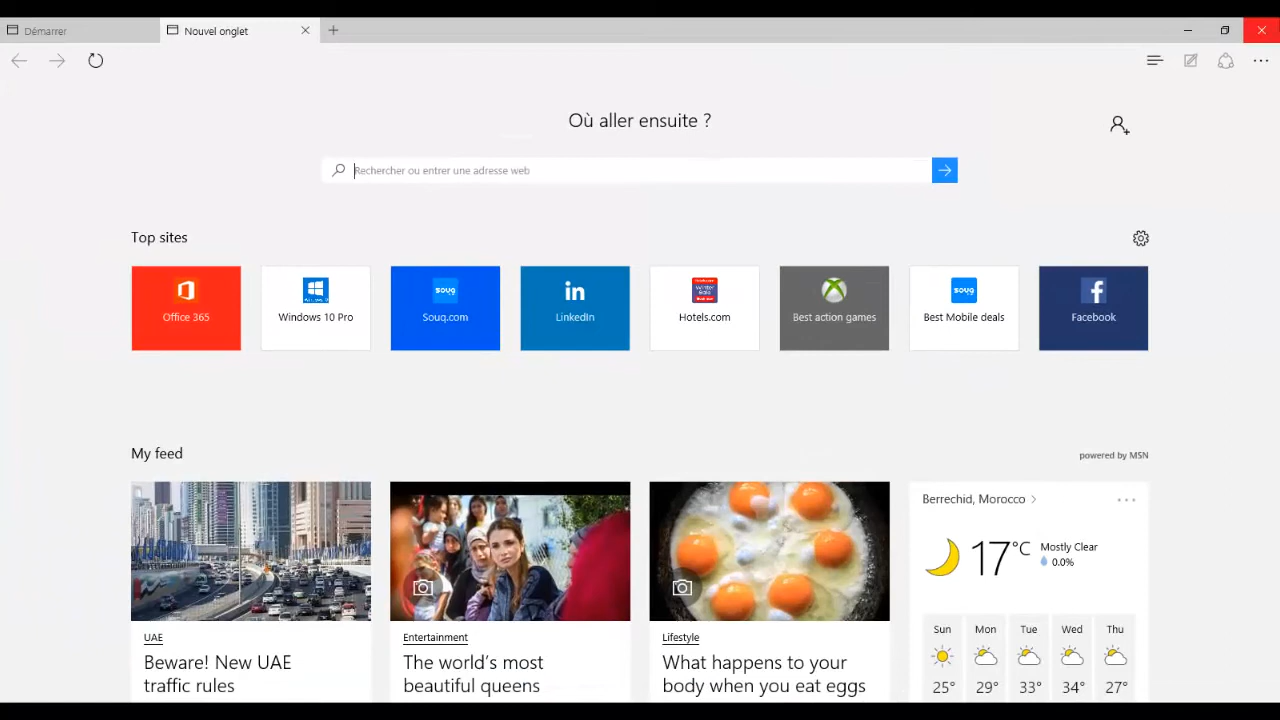 Démarrer
Nouvel onglet
Où aller ensuite ?
Rechercher ou entrer une adresse web
Top sites
Office 365
Windows 10 Pro
souq
Souq.com
in
LinkedIn
Hotels.com
Best action games
souq
Best Mobile deals
Facebook
My feed
powered by MSN
UAE
Beware! New UAE
traffic rules
Entertainment
The world's most
beautiful queens
Lifestyle
What happens to your
body when you eat eggs
Berrechid, Morocco
17°C
Mostly Clear
0.0%
Sun Mon Tue Wed Thu
25° 29° 33° 34° 27°